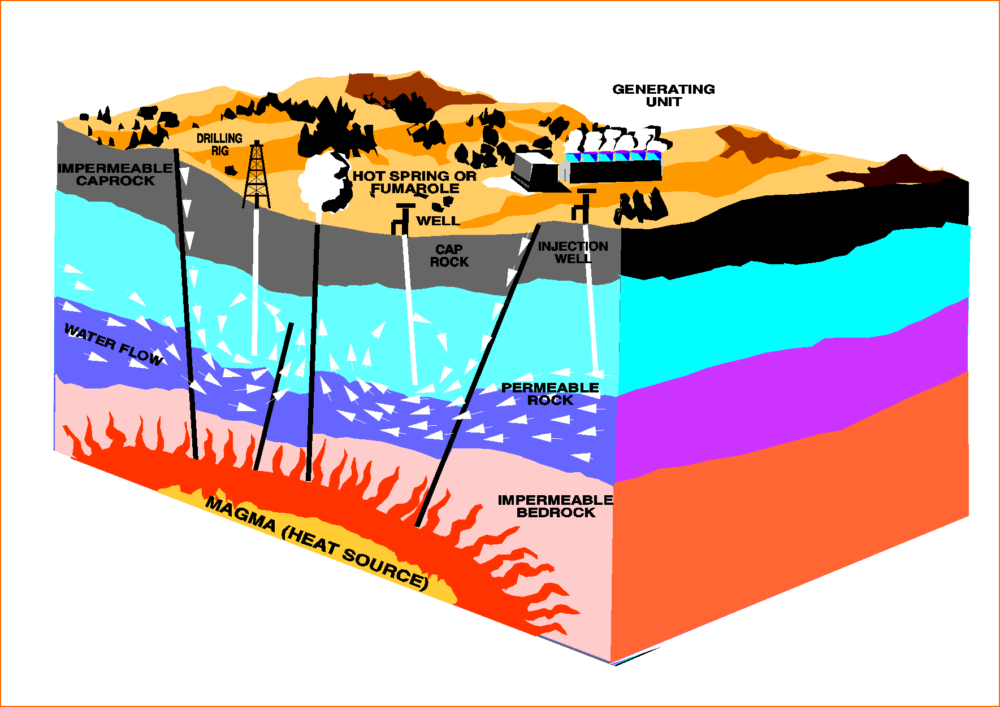 GENERATING
UNIT
DRILLING
RIG
IMPERMEABLE
CAPROCK
HOT SPRING OR
FUMAROLE
WELL
CAP
ROCK
INJECTION
WELL
WATER FLOW
PERMEABLE
ROCK
IMPERMEABLE
BEDROCK
MAGMA (HEAT SOURCE)